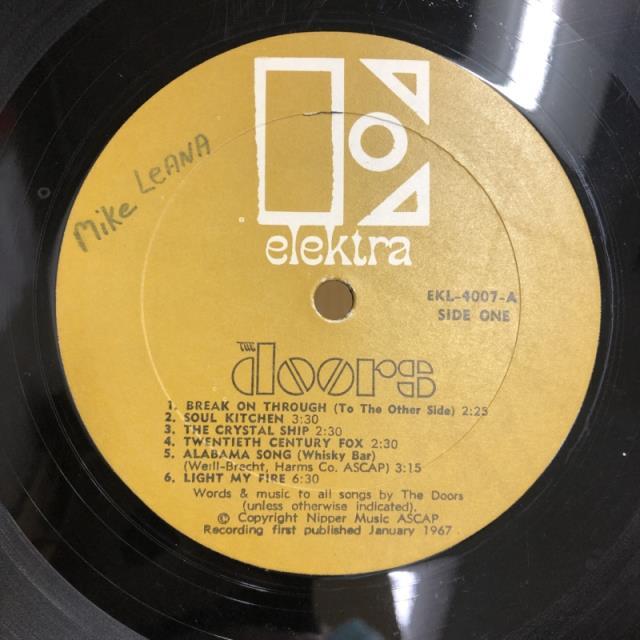 Mike LEANA
elektra
EKL-4007-A
SIDE ONE
THE
doors
1. BREAK ON THROUGH (To The Other Side) 2:25
2. SOUL KITCHEN 3:30
3. THE CRYSTAL SHIP 2:30
4. TWENTIETH CENTURY FOX 2:30
5. ALABAMA SONG (Whisky Bar)
(Weill-Brecht, Harms Co. ASCAP) 3:15
6. LIGHT MY FIRE 6:30
Words & music to all songs by The Doors
(unless otherwise indicated).
© Copyright Nipper Music ASCAP
Recording first published January 1967